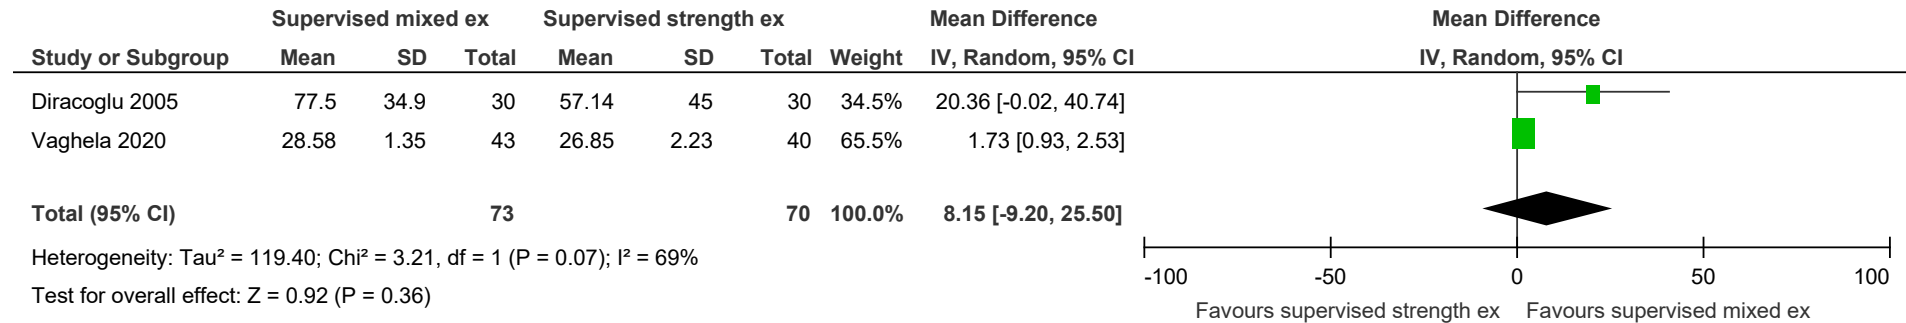 Supervised mixed ex Supervised strength ex Mean Difference Mean Difference
Study or Subgroup Mean SD Total Mean SD Total Weight IV, Random, 95% CI IV, Random, 95% CI
Diracoglu 2005 77.5 34.9 30 57.14 45 30 34.5% 20.36 [-0.02, 40.74]
Vaghela 2020 28.58 1.35 43 26.85 2.23 40 65.5% 1.73 [0.93, 2.53]
Total (95% CI) 73 70 100.0% 8.15 [-9.20, 25.50]
Heterogeneity: Tau² = 119.40; Chi² = 3.21, df = 1 (P = 0.07); I² = 69%
Test for overall effect: Z = 0.92 (P = 0.36)
-100 -50 0 50 100
Favours supervised strength ex Favours supervised mixed ex